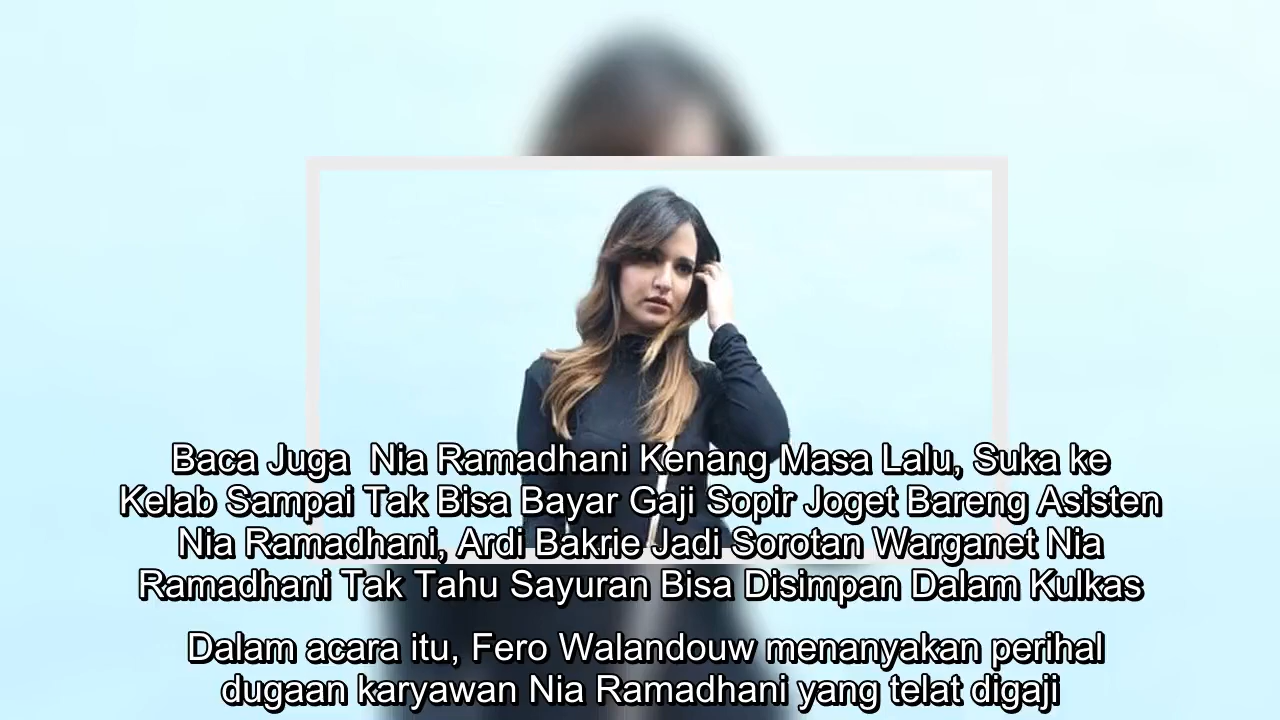 Baca Juga  Nia Ramadhani Kenang Masa Lalu, Suka ke
Kelab Sampai Tak Bisa Bayar Gaji Sopir Joget Bareng Asisten
Nia Ramadhani, Ardi Bakrie Jadi Sorotan Warganet Nia
Ramadhani Tak Tahu Sayuran Bisa Disimpan Dalam Kulkas
Dalam acara itu, Fero Walandouw menanyakan perihal
dugaan karyawan Nia Ramadhani yang telat digaji